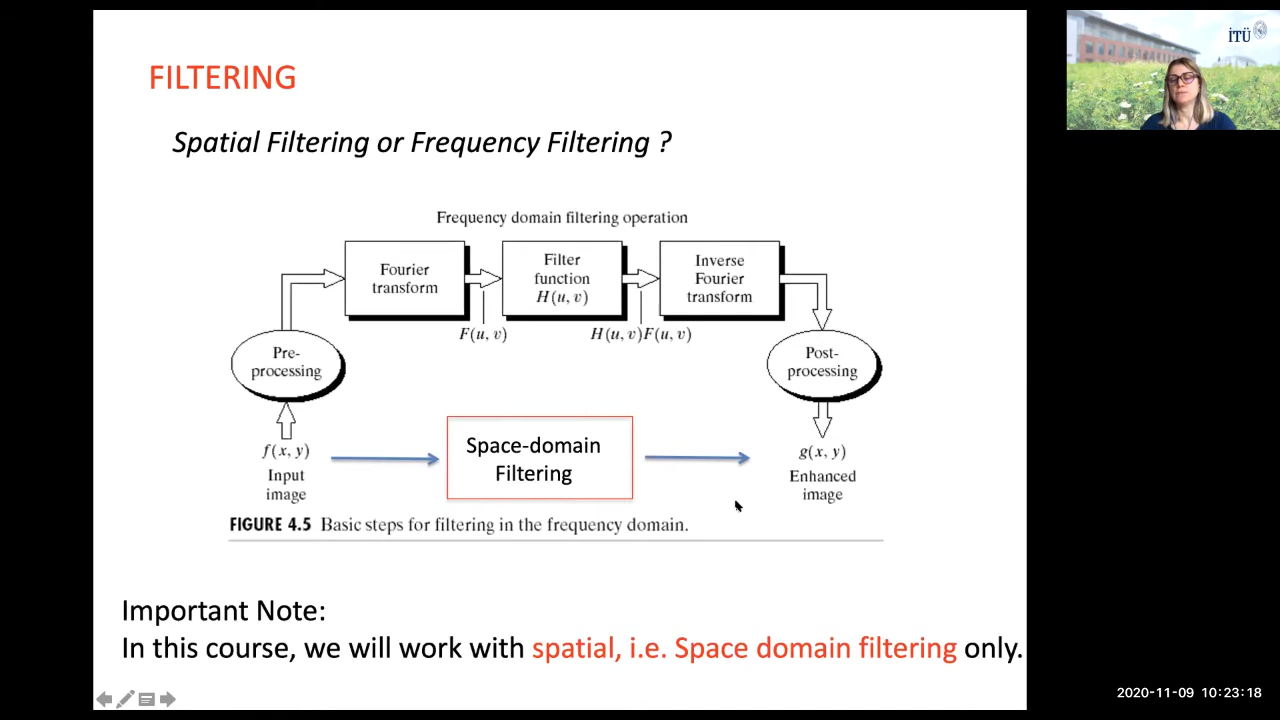 FILTERING
Spatial Filtering or Frequency Filtering ?
Frequency domain filtering operation
Fourier
transform
Filter
function
H(u, v)
Inverse
Fourier
transform
F(u, v)
H(u, v)F(u, v)
Pre-
processing
Post-
processing
f(x, y)
Input
image
Space-domain
Filtering
g(x, y)
Enhanced
image
FIGURE 4.5 Basic steps for filtering in the frequency domain.
Important Note:
In this course, we will work with spatial, i.e. Space domain filtering only.
İTÜ
2020-11-09 10:23:18